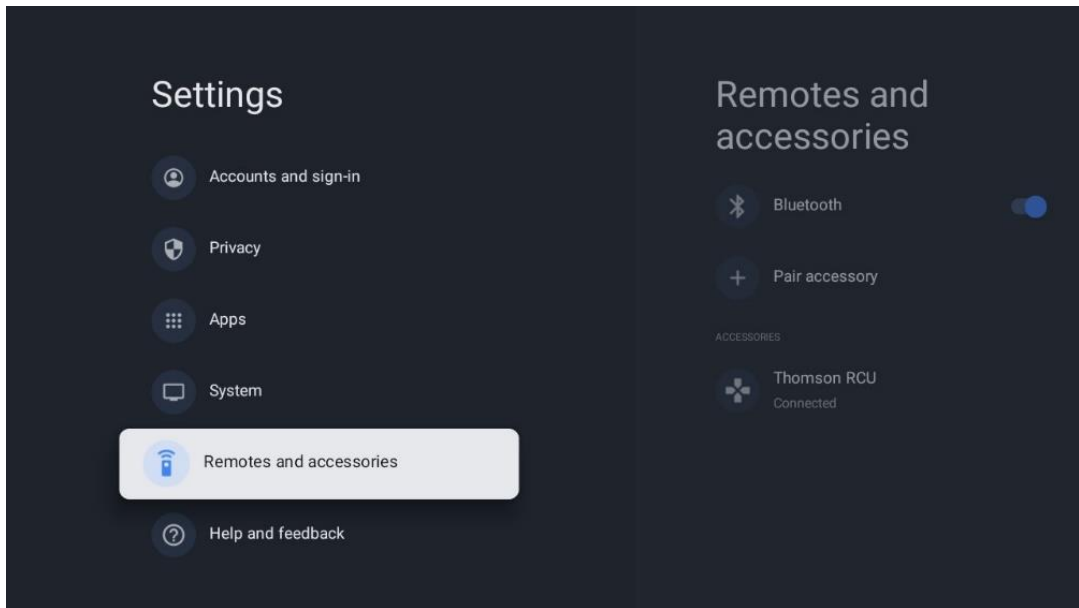 Settings
Accounts and sign-in
Privacy
Apps
System
Remotes and accessories
Help and feedback
Remotes and
accessories
Bluetooth
Pair accessory
ACCESSORIES
Thomson RCU
Connected